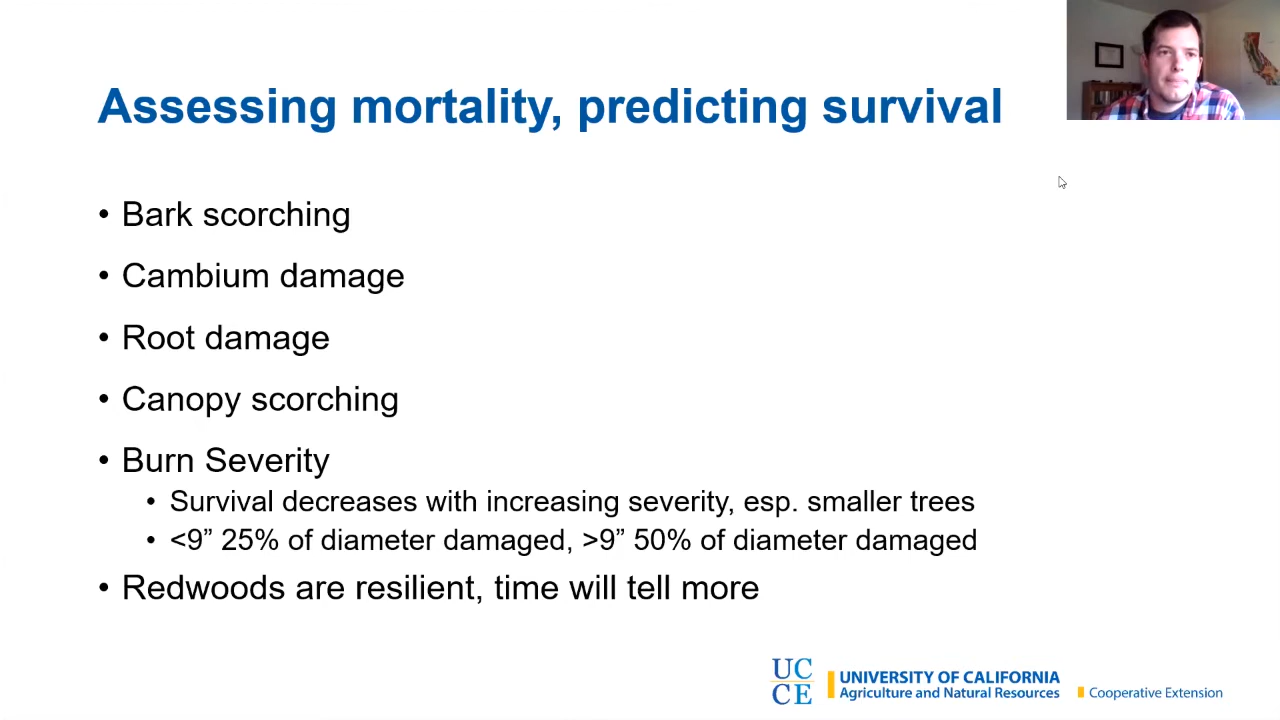 Assessing mortality, predicting survival
• Bark scorching
• Cambium damage
• Root damage
• Canopy scorching
• Burn Severity
• Survival decreases with increasing severity, esp. smaller trees
• <9” 25% of diameter damaged, >9” 50% of diameter damaged
• Redwoods are resilient, time will tell more
UC
CE
UNIVERSITY OF CALIFORNIA
Agriculture and Natural Resources
Cooperative Extension